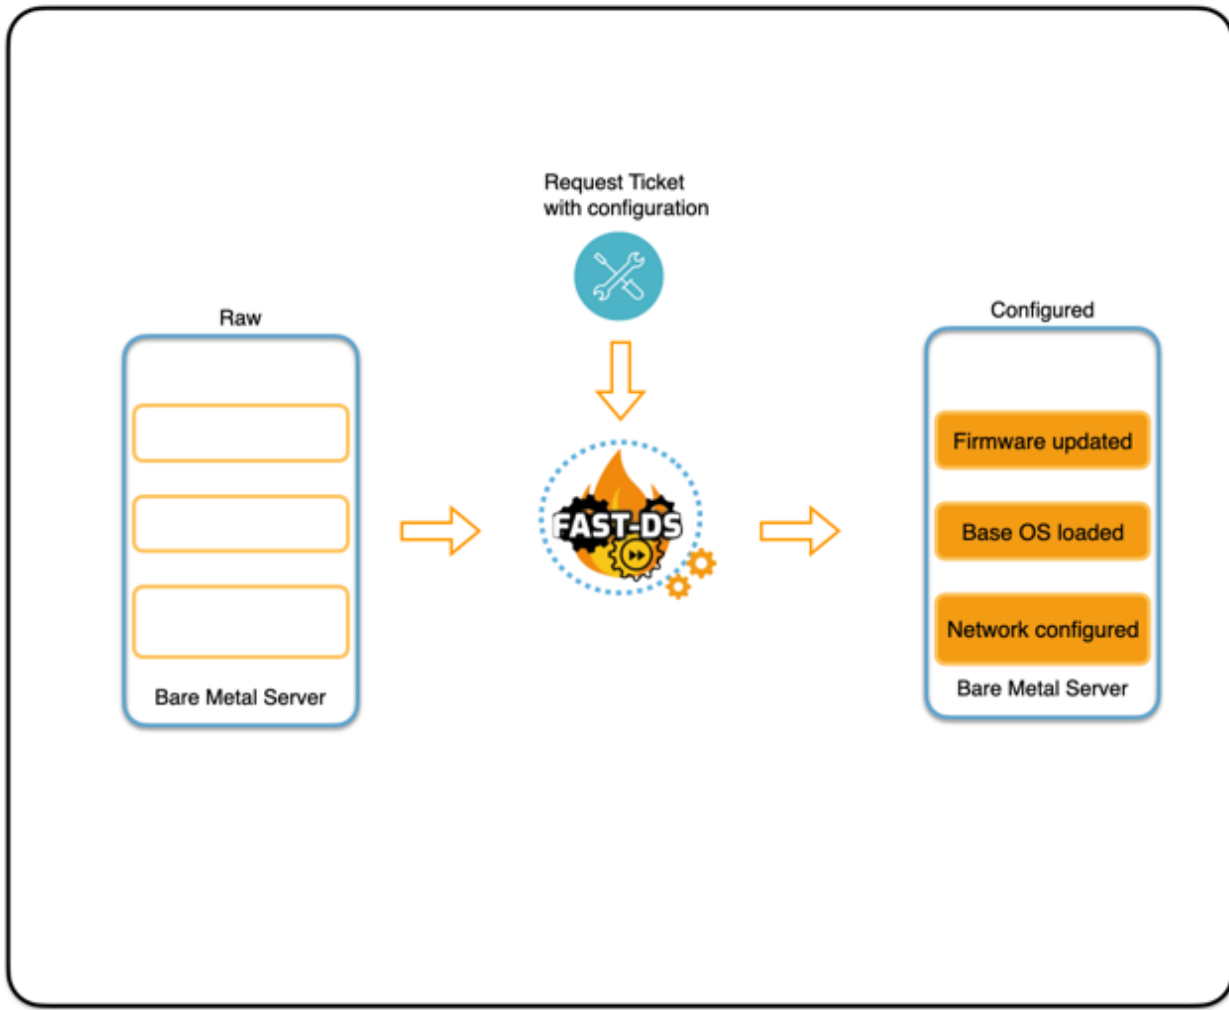 Request Ticket
with configuration
Raw
Configured
Firmware updated
FAST-DS
Base OS loaded
Network configured
Bare Metal Server
Bare Metal Server